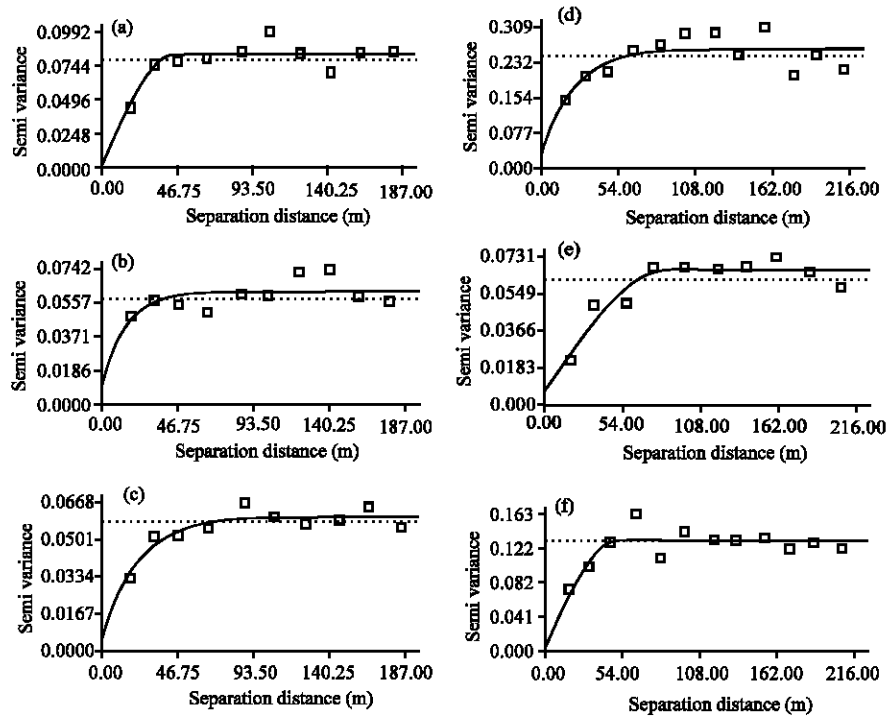 (a)
Semi variance
0.0992
0.0744
0.0496
0.0248
0.0000
0.00 46.75 93.50 140.25 187.00
Separation distance (m)
(b)
Semi variance
0.0742
0.0557
0.0371
0.0186
0.0000
0.00 46.75 93.50 140.25 187.00
Separation distance (m)
(c)
Semi variance
0.0668
0.0501
0.0334
0.0167
0.0000
0.00 46.75 93.50 140.25 187.00
Separation distance (m)
(d)
Semi variance
0.309
0.232
0.154
0.077
0.000
0.00 54.00 108.00 162.00 216.00
Separation distance (m)
(e)
Semi variance
0.0731
0.0549
0.0366
0.0183
0.000
0.00 54.00 108.00 162.00 216.00
Separation distance (m)
(f)
Semi variance
0.163
0.122
0.082
0.041
0.000
0.00 54.00 108.00 162.00 216.00
Separation distance (m)